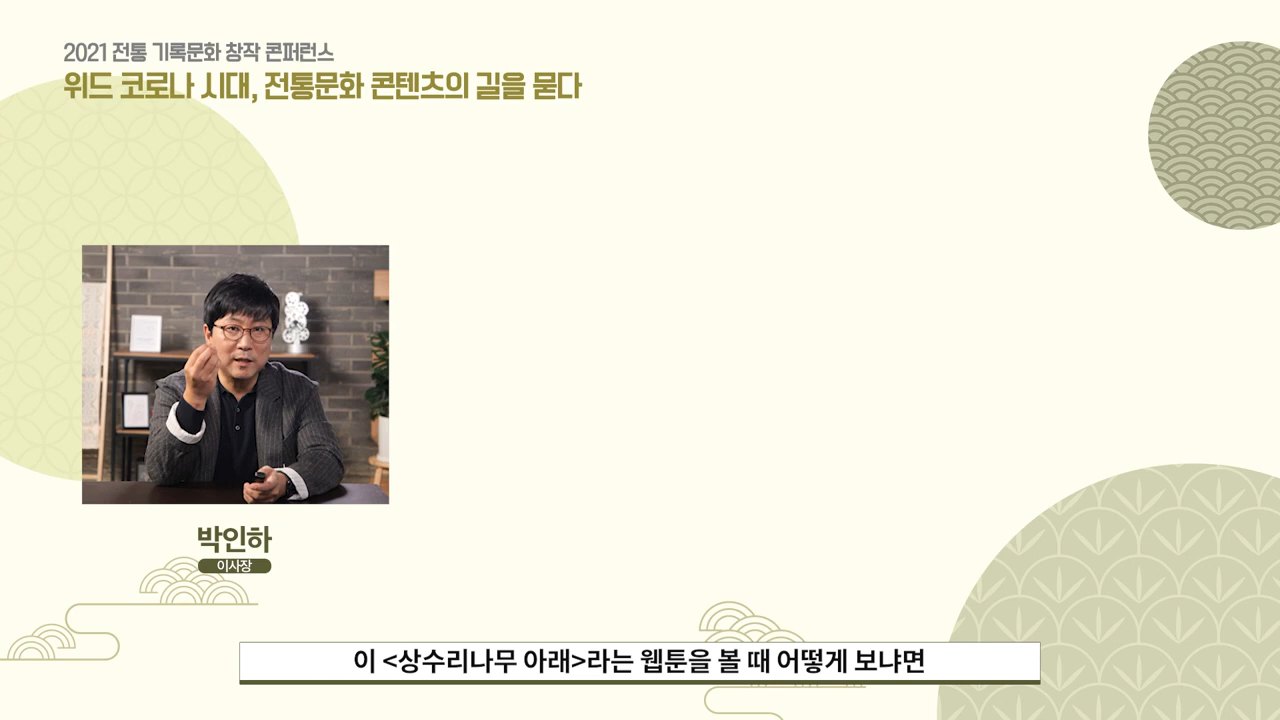 2021 전통 기록문화 창작 콘퍼런스
위드 코로나 시대, 전통문화 콘텐츠의 길을 묻다
박인하
이사장
이 <상수리나무 아래>라는 웹툰을 볼 때 어떻게 보냐면